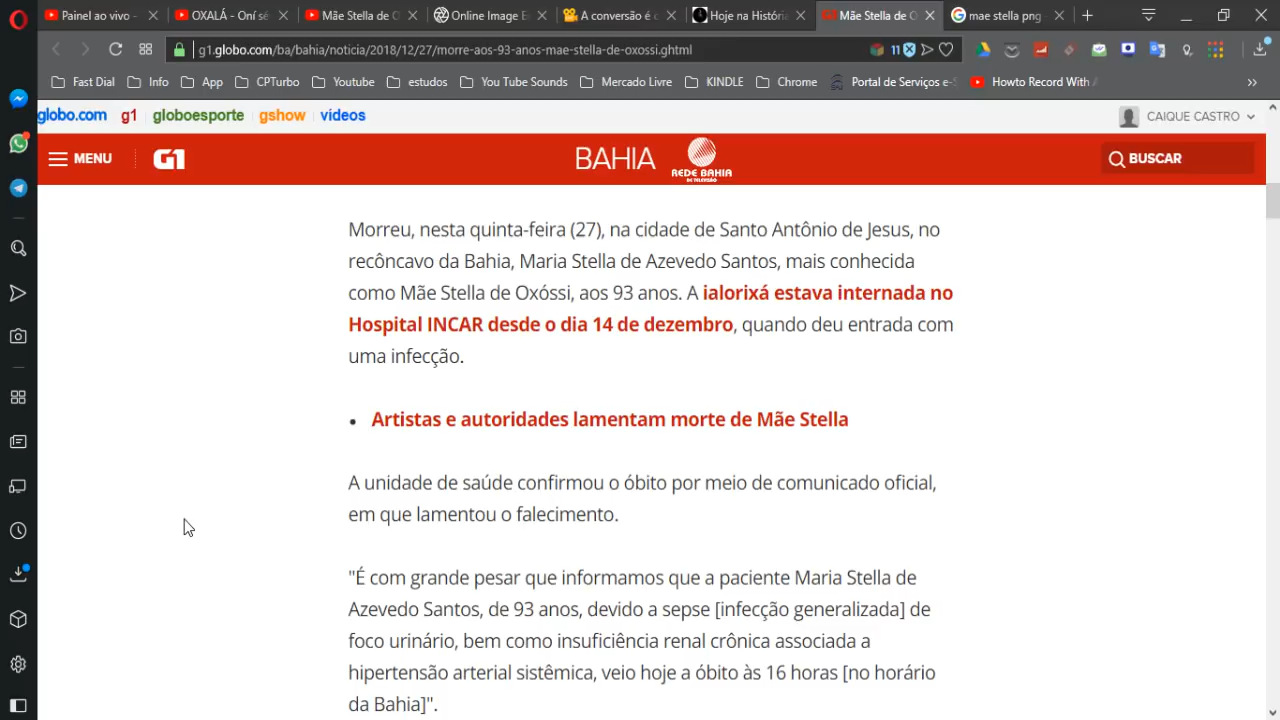 Painel ao vivo -
OXALÁ - Oní sé
Mãe Stella de O
Online Image E
A conversão é
Hoje na Históri
Mãe Stella de O
mae stella png
g1.globo.com/ba/bahia/noticia/2018/12/27/morre-aos-93-anos-mae-stella-de-oxossi.ghtml
11
Fast Dial
Info
App
CPTurbo
Youtube
estudos
You Tube Sounds
Mercado Livre
KINDLE
Chrome
Portal de Serviços e-S
Howto Record With A
globo.com g1 globoesporte gshow videos
CAIQUE CASTRO
MENU
G1
BAHIA
REDE BAHIA
DE TELEVISÃO
BUSCAR
Morreu, nesta quinta-feira (27), na cidade de Santo Antônio de Jesus, no
recôncavo da Bahia, Maria Stella de Azevedo Santos, mais conhecida
como Mãe Stella de Oxóssi, aos 93 anos. A ialorixá estava internada no
Hospital INCAR desde o dia 14 de dezembro, quando deu entrada com
uma infecção.
• Artistas e autoridades lamentam morte de Mãe Stella
A unidade de saúde confirmou o óbito por meio de comunicado oficial,
em que lamentou o falecimento.
"É com grande pesar que informamos que a paciente Maria Stella de
Azevedo Santos, de 93 anos, devido a sepse [infecção generalizada] de
foco urinário, bem como insuficiência renal crônica associada a
hipertensão arterial sistêmica, veio hoje a óbito às 16 horas [no horário
da Bahia]".